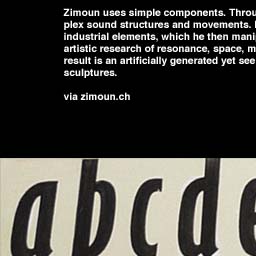 Zimoun uses simple components. Throu
plex sound structures and movements.
industrial elements, which he then mani
artistic research of resonance, space, m
result is an artificially generated yet see
sculptures.
via zimoun.ch
abcde